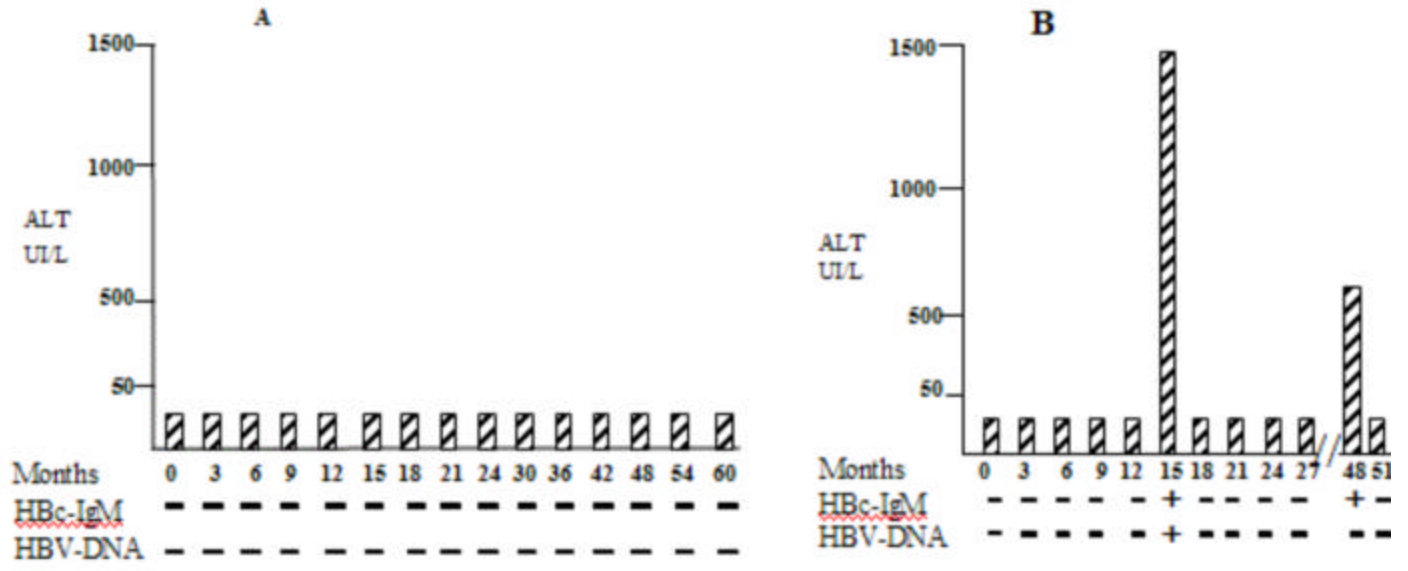 A
1500
1000
ALT
UI/L
500
50
Months 0 3 6 9 12 15 18 21 24 30 36 42 48 54 60
HBc-IgM - - - - - - - - - - - - - - -
HBV-DNA - - - - - - - - - - - - - - -
B
1500
1000
ALT
UI/L
500
50
Months 0 3 6 9 12 15 18 21 24 27 // 48 51
HBc-IgM - - - - - + - - - - + -
HBV-DNA - - - - - + - - - - - -